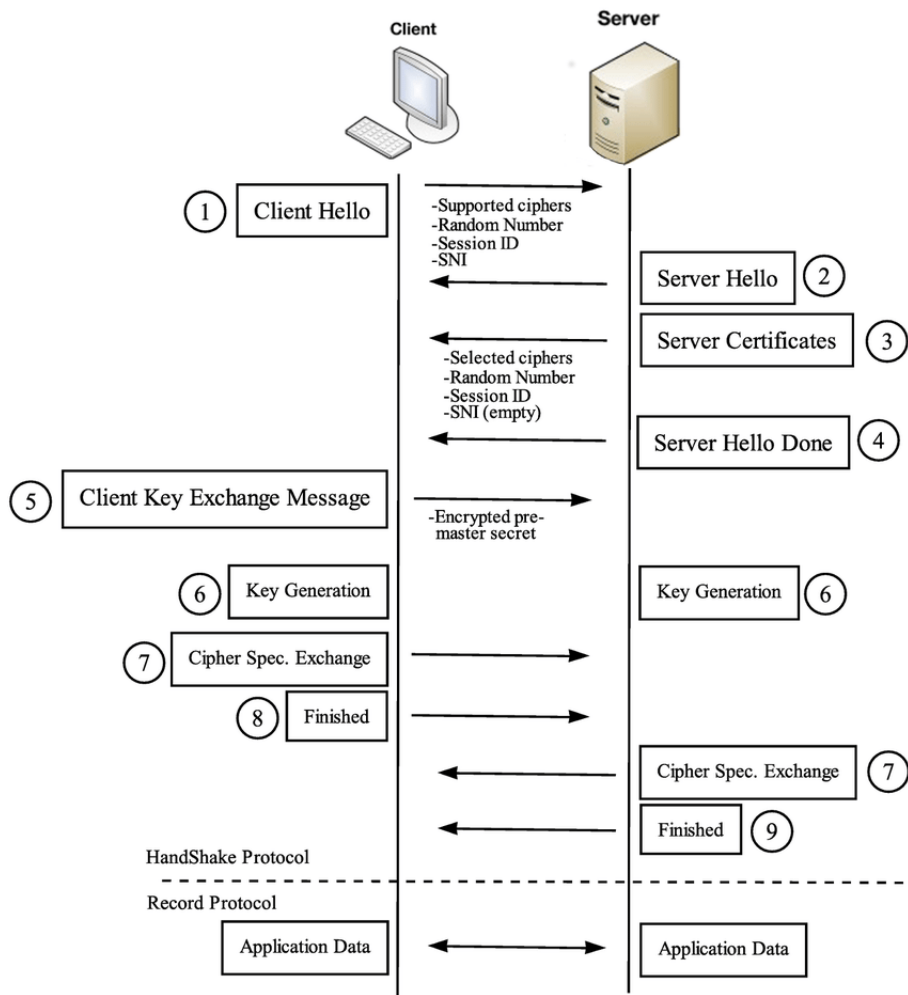 Client
Server
1
Client Hello
-Supported ciphers
-Random Number
-Session ID
-SNI
Server Hello
2
Server Certificates
3
-Selected ciphers
-Random Number
-Session ID
-SNI (empty)
Server Hello Done
4
5
Client Key Exchange Message
-Encrypted pre-
master secret
6
Key Generation
Key Generation
6
7
Cipher Spec. Exchange
8
Finished
Cipher Spec. Exchange
7
Finished
9
HandShake Protocol
Record Protocol
Application Data
Application Data